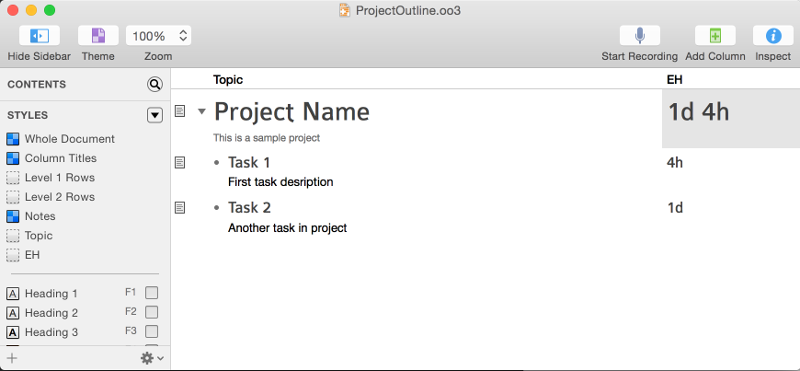 ProjectOutline.oo3
100%
Hide Sidebar Theme Zoom Start Recording Add Column Inspect
CONTENTS
Topic EH
STYLES
Whole Document
Column Titles
Level 1 Rows
Level 2 Rows
Notes
Topic
EH
A Heading 1 F1
A Heading 2 F2
A Heading 3 F3
Project Name 1d 4h
This is a sample project
Task 1 4h
First task desription
Task 2 1d
Another task in project